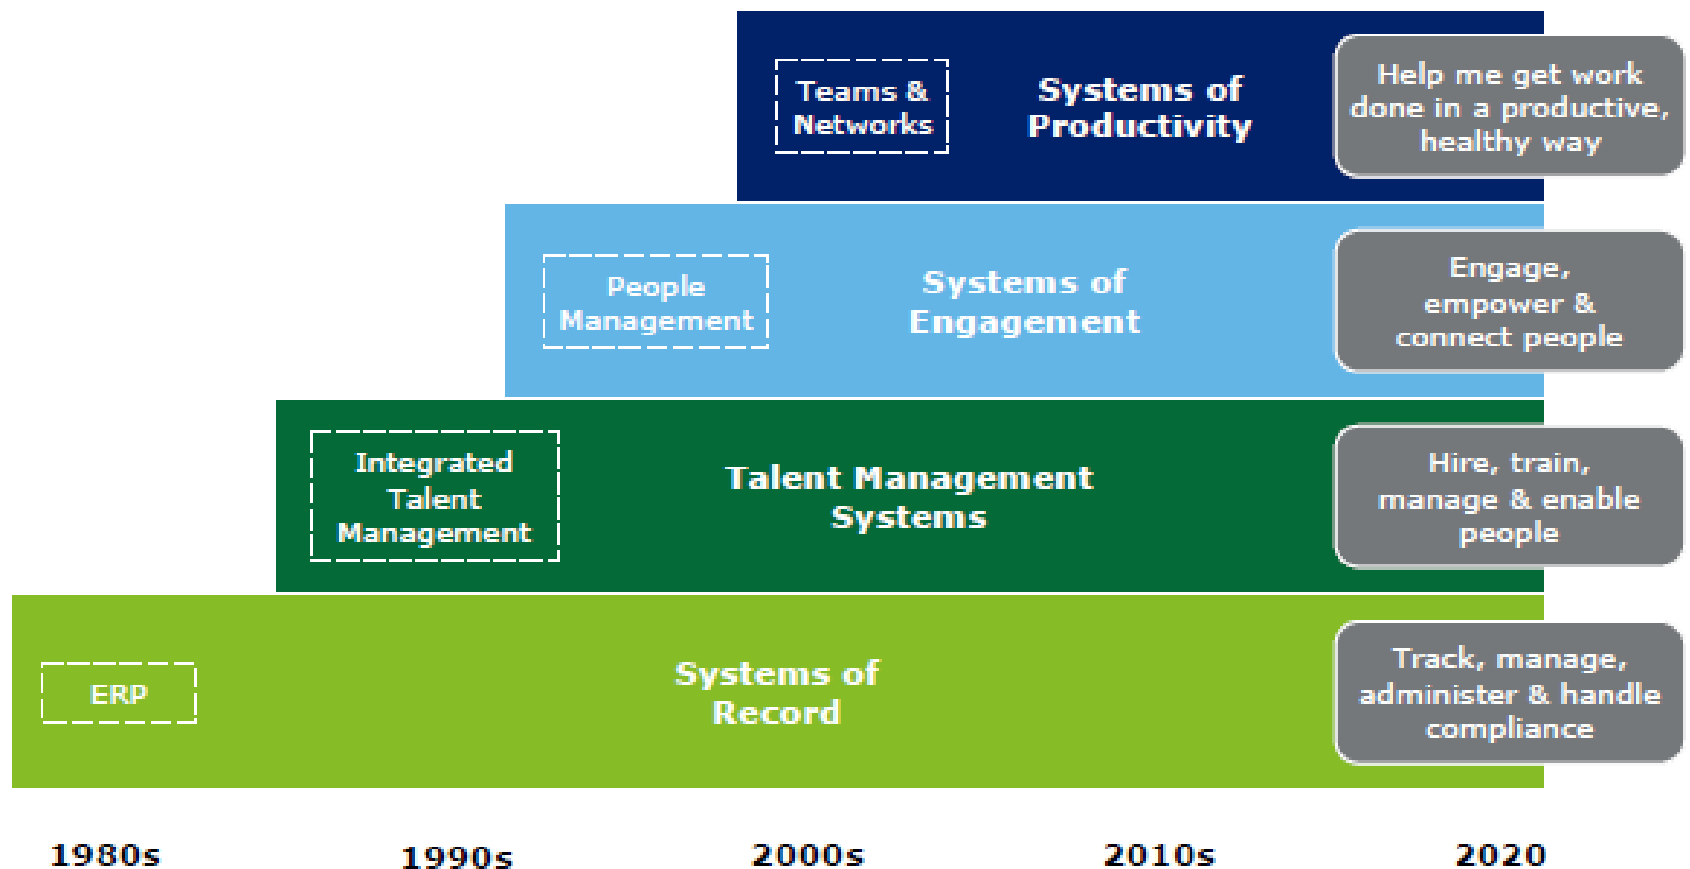 Teams &
Networks
Systems of
Productivity
Help me get work
done in a productive,
healthy way
People
Management
Systems of
Engagement
Engage,
empower &
connect people
Integrated
Talent
Management
Talent Management
Systems
Hire, train,
manage & enable
people
ERP
Systems of
Record
Track, manage,
administer & handle
compliance
1980s 1990s 2000s 2010s 2020